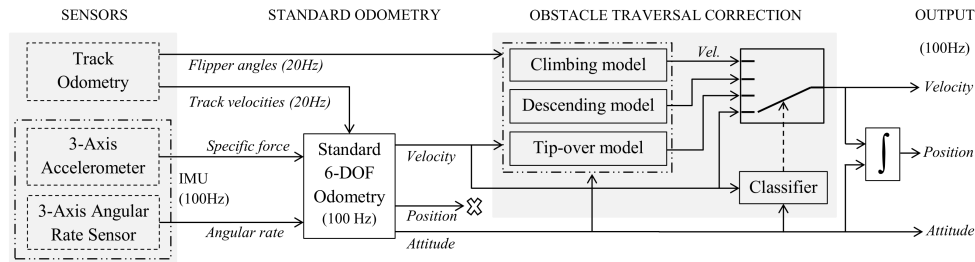 SENSORS
STANDARD ODOMETRY
OBSTACLE TRAVERSAL CORRECTION
OUTPUT
(100Hz)
Track
Odometry
Flipper angles (20Hz)
Track velocities (20Hz)
3-Axis
Accelerometer
Specific force
IMU
(100Hz)
3-Axis Angular
Rate Sensor
Angular rate
Standard
6-DOF
Odometry
(100 Hz)
Velocity
Position
Attitude
Climbing model
Descending model
Tip-over model
Vel.
Classifier
∫
Velocity
Position
Attitude